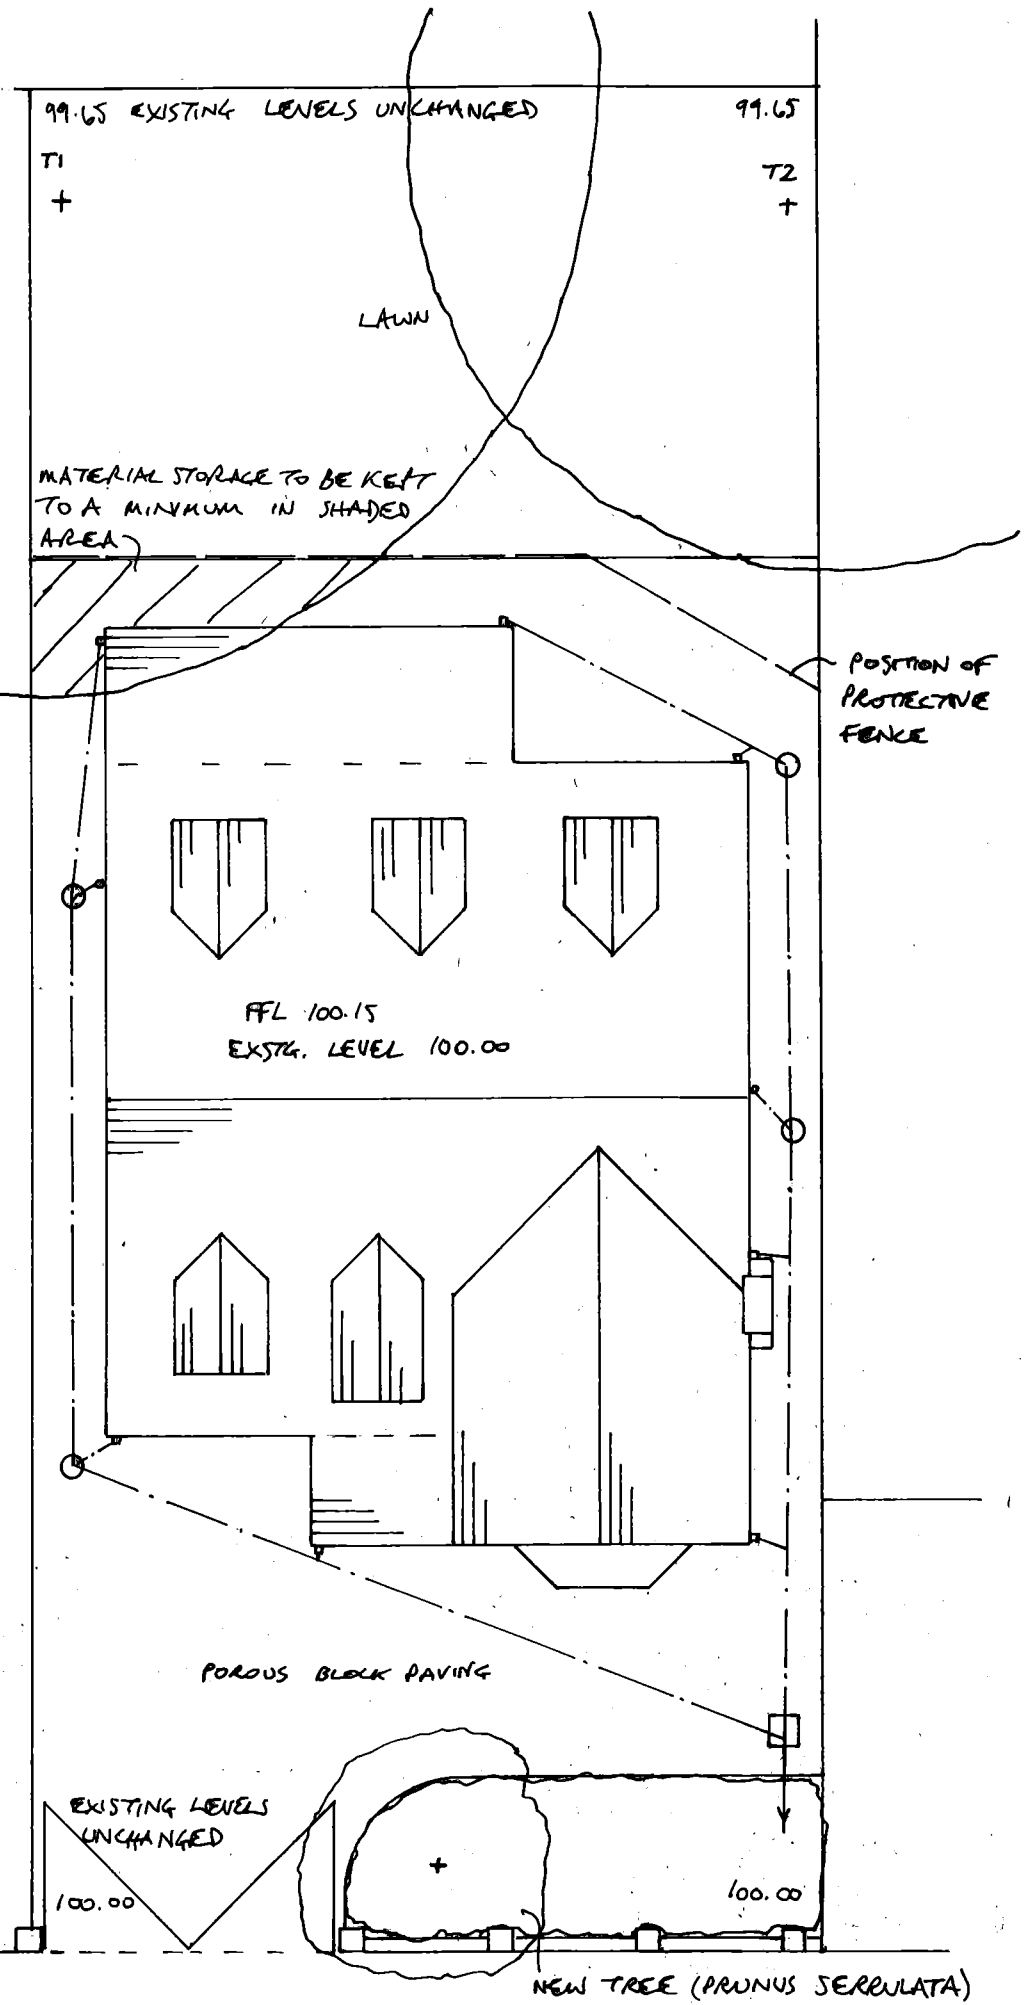 99.65 EXISTING LEVELS UNCHANGED
99.65
T1
T2
LAWN
MATERIAL STORAGE TO BE KEPT
TO A MINIMUM IN SHADED
AREA
POSITION OF
PROTECTIVE
FENCE
FFL 100.15
EXSTG. LEVEL 100.00
POROUS BLOCK PAVING
EXISTING LEVELS
UNCHANGED
100.00
100.00
NEW TREE (PRUNUS SERRULATA)